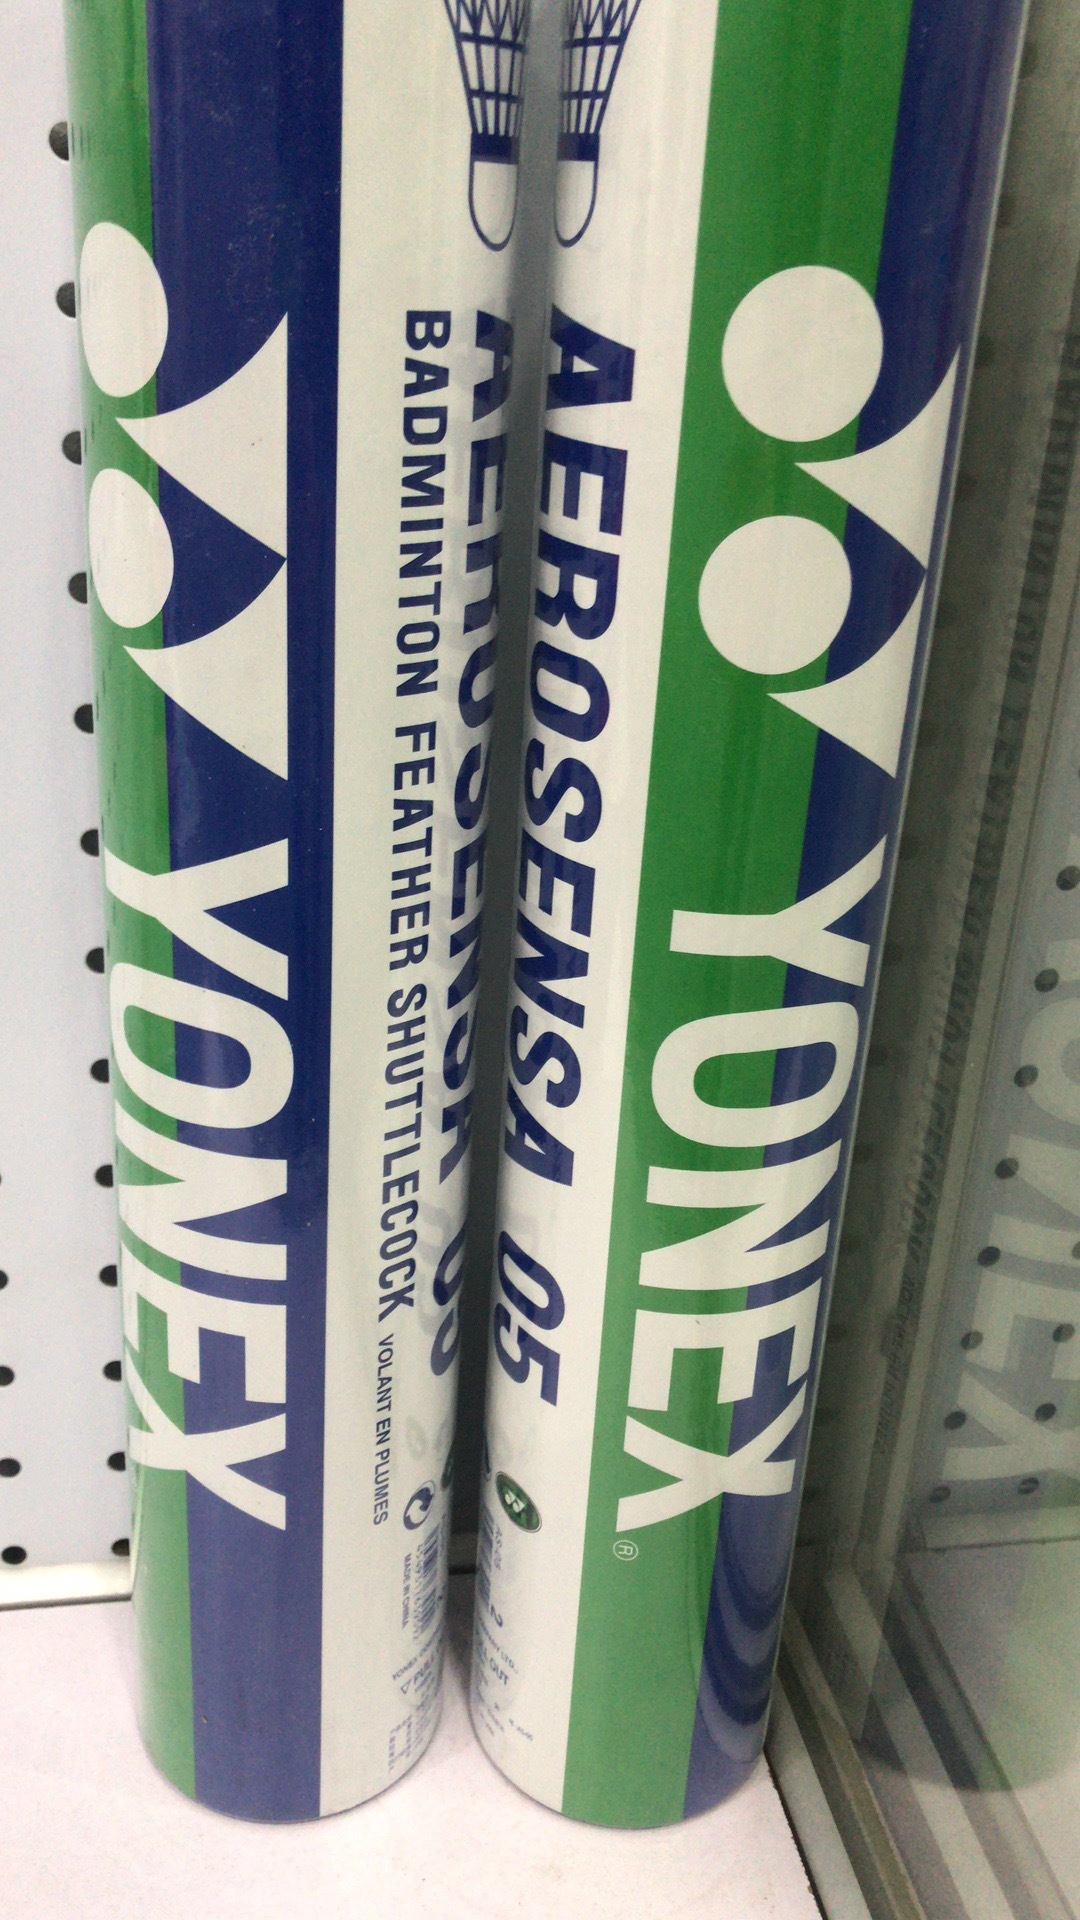 YONEX
AEROSENSA 05
BADMINTON FEATHER SHUTTLECOCK VOLANT EN PLUMES
MADE IN CHINA
AEROSENSA 05
YONEX®